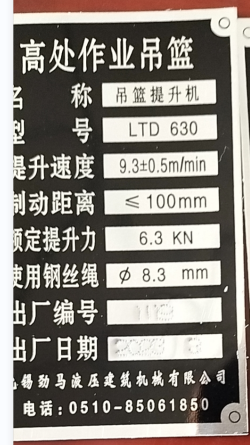 高处作业吊篮
名 称 吊篮提升机
型 号 LTD 630
提升速度 9.3±0.5m/min
制动距离 ≤100mm
额定提升力 6.3 KN
使用钢丝绳 φ 8.3 mm
出厂编号
出厂日期
无锡劲马液压建筑机械有限公司
电话：0510-85061850